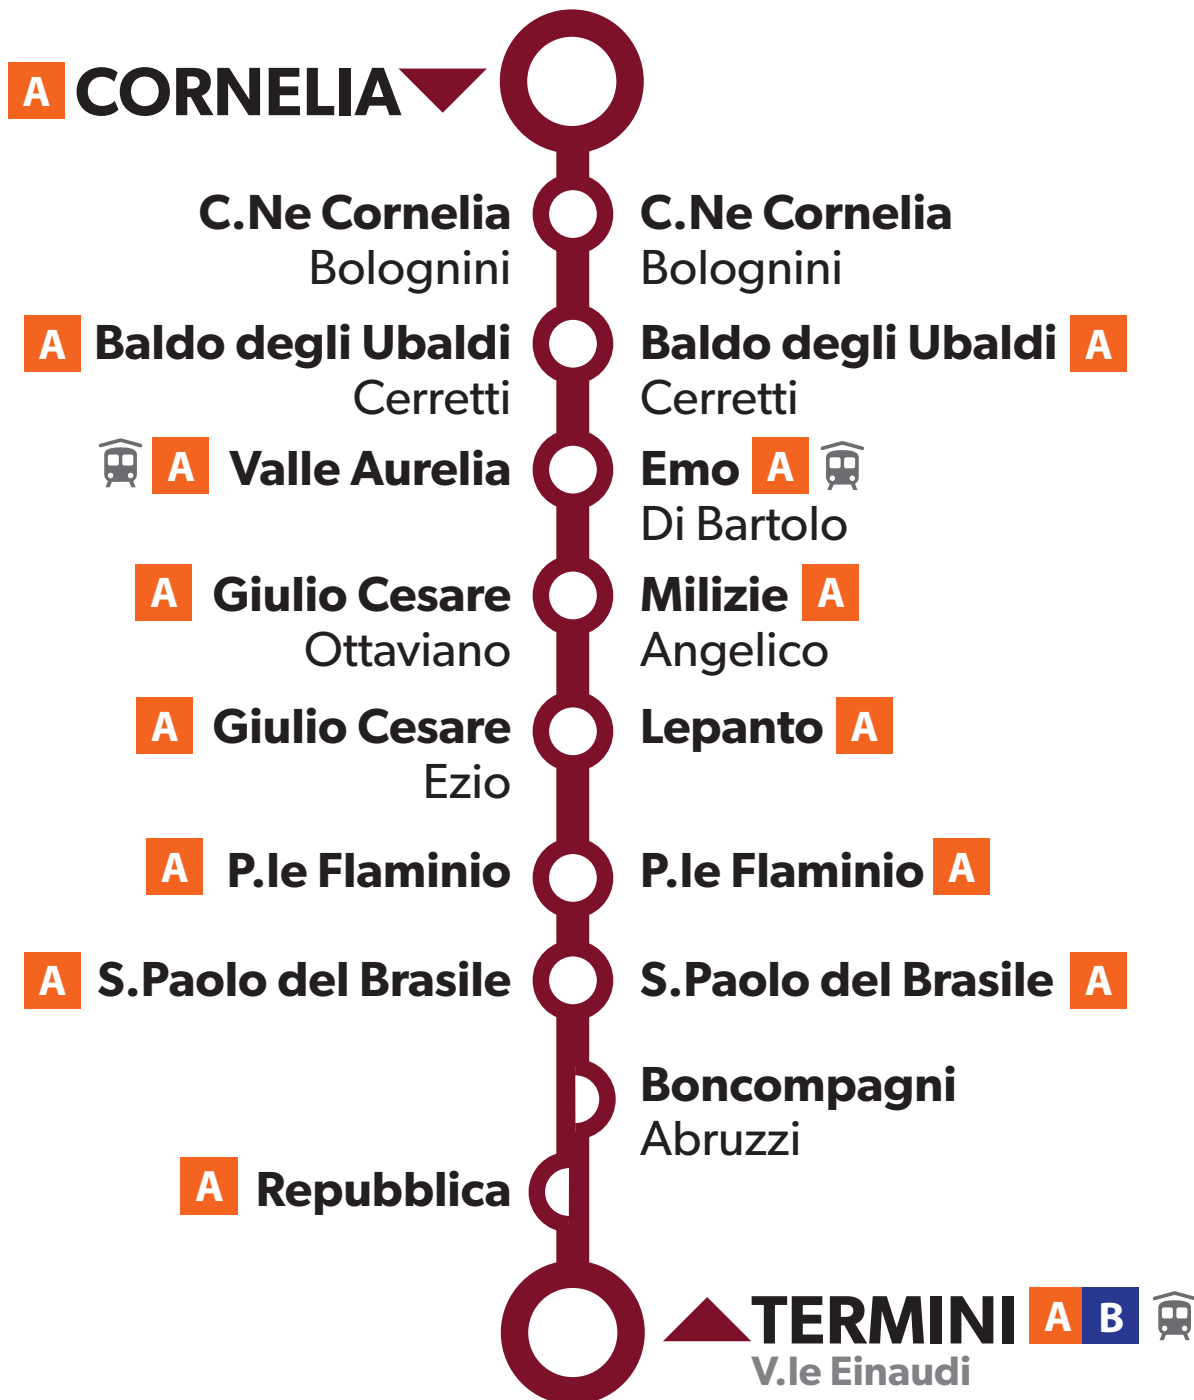 A CORNELIA
C.Ne Cornelia C.Ne Cornelia
Bolognini Bolognini
A Baldo degli Ubaldi Baldo degli Ubaldi A
Cerretti Cerretti
A Valle Aurelia Emo A
Di Bartolo
A Giulio Cesare Milizie A
Ottaviano Angelico
A Giulio Cesare Lepanto A
Ezio
A P.le Flaminio P.le Flaminio A
A S.Paolo del Brasile S.Paolo del Brasile A
Boncompagni
Abruzzi
A Repubblica
TERMINI A B
V.le Einaudi